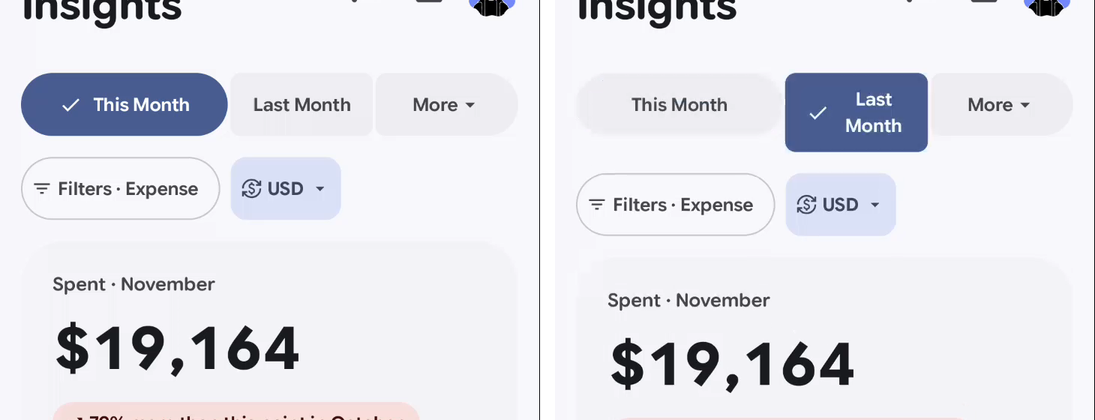 Insights
This Month
Last Month
More
Filters · Expense
USD
Spent · November
$19,164
Insights
This Month
Last
Month
More
Filters · Expense
USD
Spent · November
$19,164